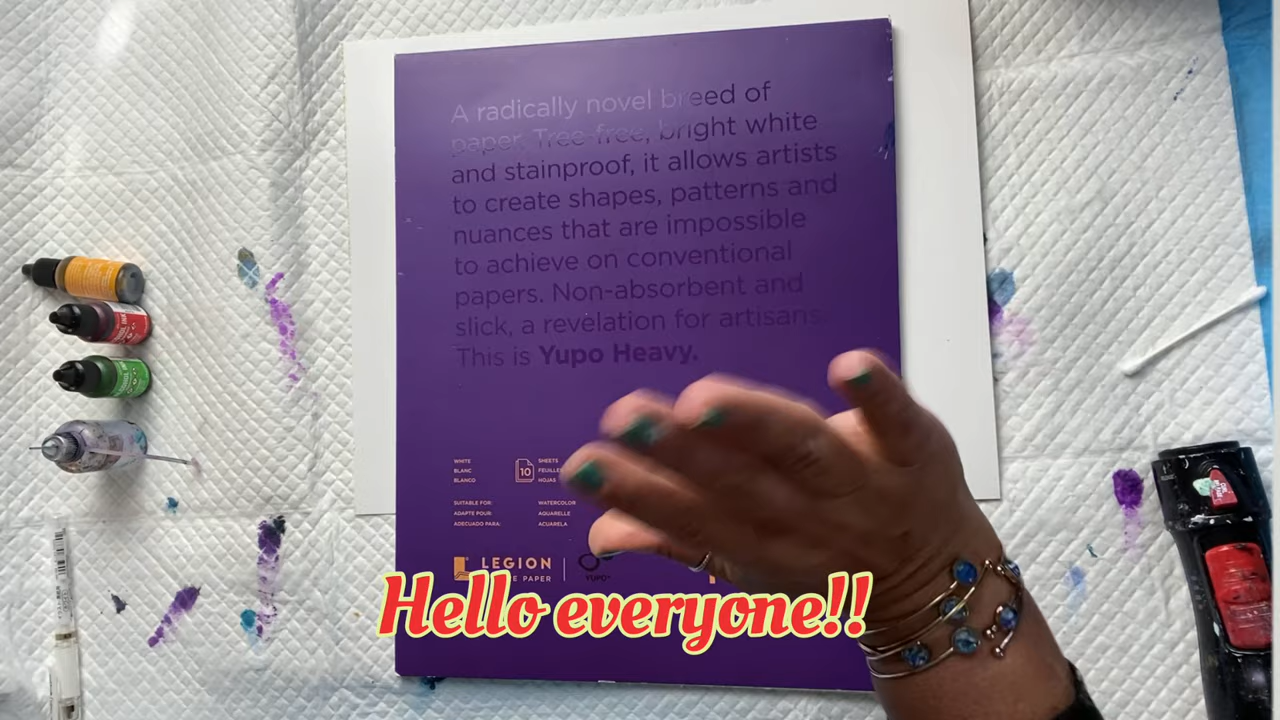 A radically novel breed of
paper. Tree-free, bright white
and stainproof, it allows artists
to create shapes, patterns and
nuances that are impossible
to achieve on conventional
papers. Non-absorbent and
slick, a revelation for artisans.
This is Yupo Heavy.
WHITE
BLANC
BLANCO
10
SHEETS
FEUILLE
HOJAS
SUITABLE FOR:
ADAPTE POUR:
ADECUADO PARA:
WATERCOLOR
AQUARELLE
ACUARELA
LEGION
PAPER
YUPO
Hello everyone!!